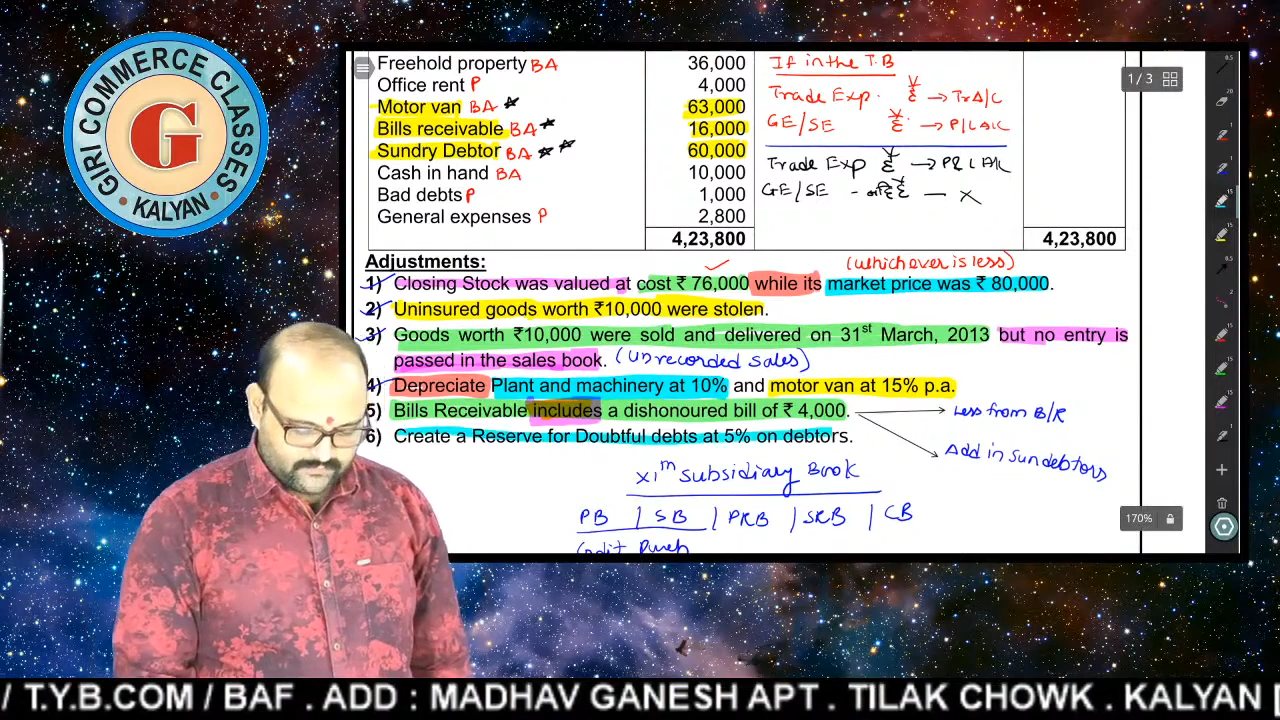 GIRI COMMERCE CLASSES
G
KALYAN
Freehold property BA 36,000
Office rent P 4,000
Motor van BA 63,000
Bills receivable BA 16,000
Sundry Debtor BA 60,000
Cash in hand BA 10,000
Bad debts P 1,000
General expenses P 2,800
4,23,800 4,23,800
If in the T.B
Trade Exp. → Tr A/C
GE/SE → P/L A/C
Trade Exp → P & L A/C
GE/SE - — X
1/3
Adjustments:
(whichever is less)
1) Closing Stock was valued at cost ₹ 76,000 while its market price was ₹ 80,000.
2) Uninsured goods worth ₹10,000 were stolen.
3) Goods worth ₹10,000 were sold and delivered on 31st March, 2013 but no entry is
passed in the sales book. (unrecorded sales)
4) Depreciate Plant and machinery at 10% and motor van at 15% p.a.
5) Bills Receivable includes a dishonoured bill of ₹ 4,000. Less from B/R
6) Create a Reserve for Doubtful debts at 5% on debtors. Add in sundebtors
XIth Subsidiary Book
PB | SB | PRB | SRB | CB
Credit Purch
170%
/ T.Y.B.COM / BAF . ADD : MADHAV GANESH APT . TILAK CHOWK . KALYAN [